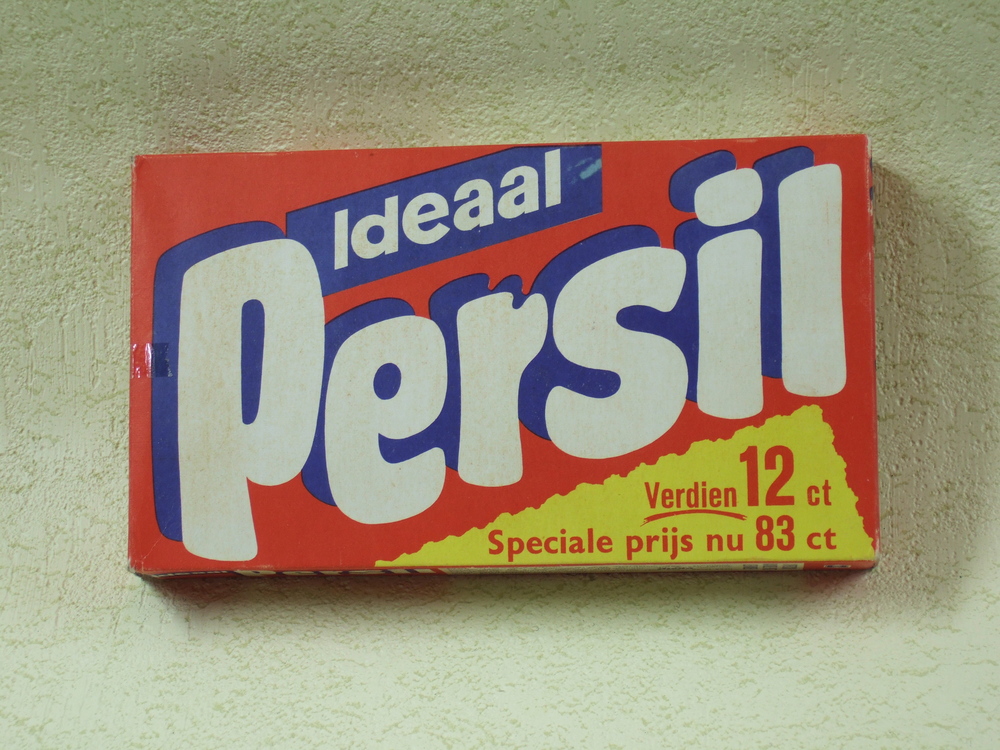 Ideaal
Persil
Verdien 12 ct
Speciale prijs nu 83 ct